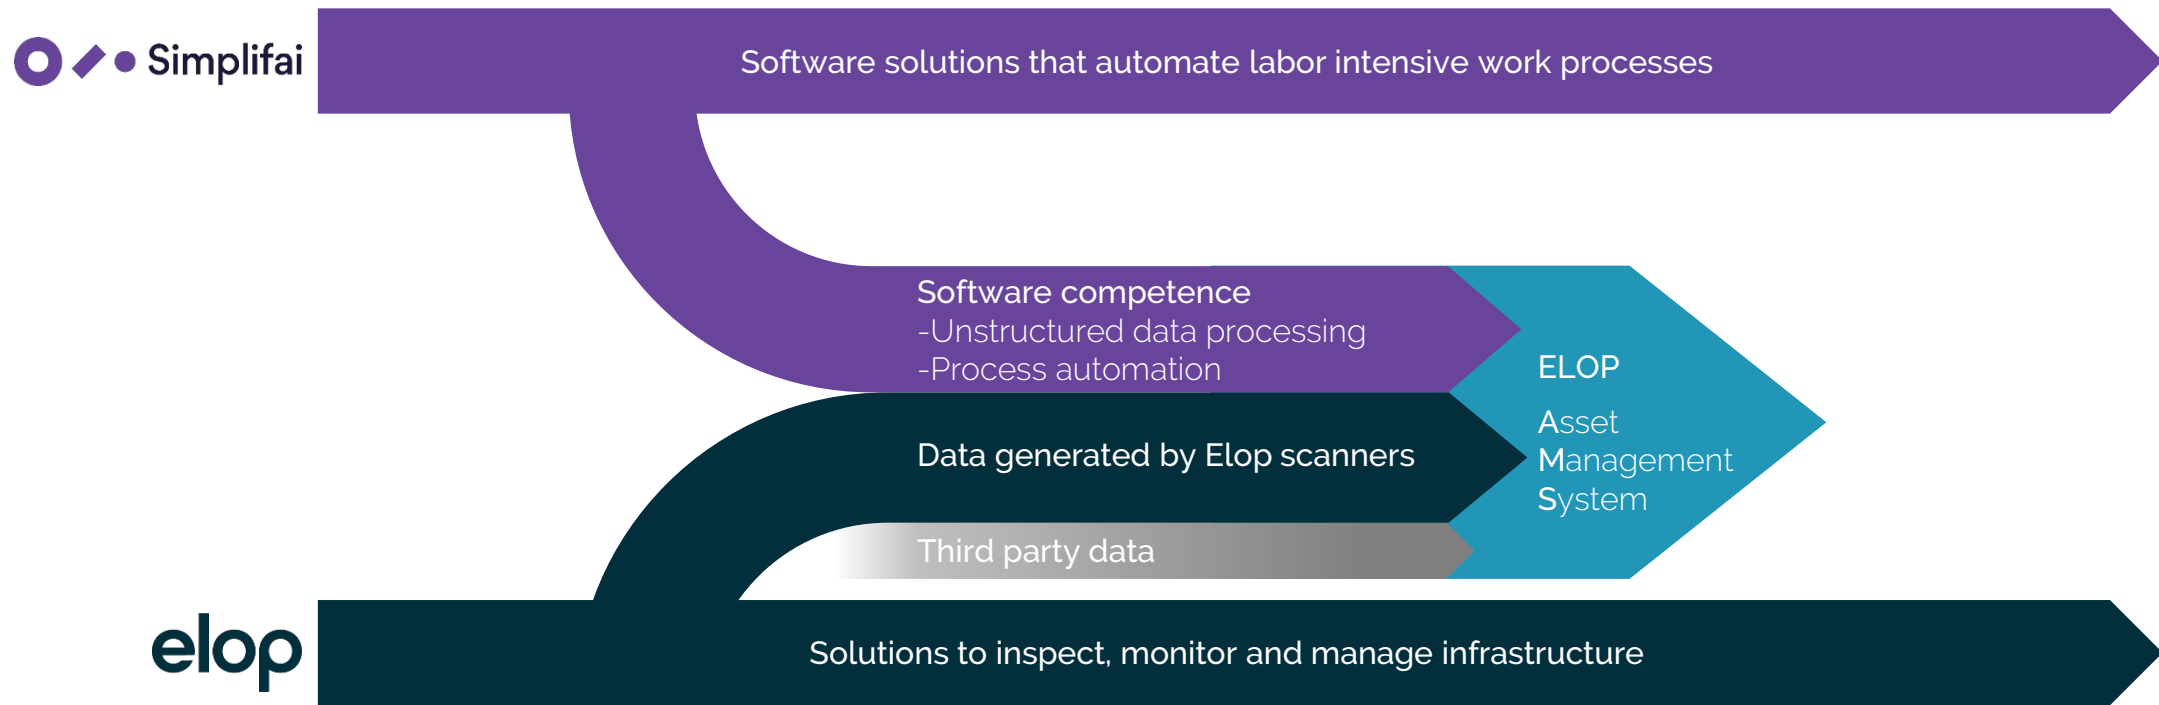 Simplifai
Software solutions that automate labor intensive work processes
Software competence
-Unstructured data processing
-Process automation
Data generated by Elop scanners
Third party data
ELOP
Asset
Management
System
elop
Solutions to inspect, monitor and manage infrastructure